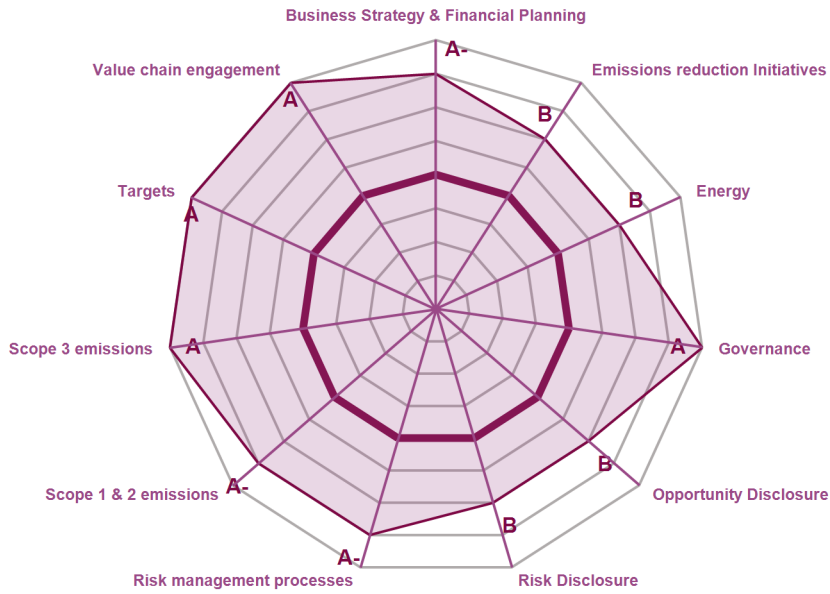 Business Strategy & Financial Planning
A-
Value chain engagement
A
Emissions reduction Initiatives
B
Targets
A
Energy
B
Scope 3 emissions
A
Governance
A
Scope 1 & 2 emissions
A-
Opportunity Disclosure
B
Risk management processes
A-
Risk Disclosure
B